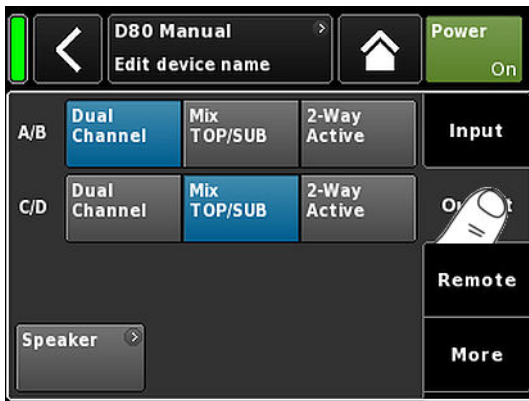 D80 Manual
Edit device name
Power
On
A/B
Dual
Channel
Mix
TOP/SUB
2-Way
Active
Input
C/D
Dual
Channel
Mix
TOP/SUB
2-Way
Active
Remote
Speaker
More